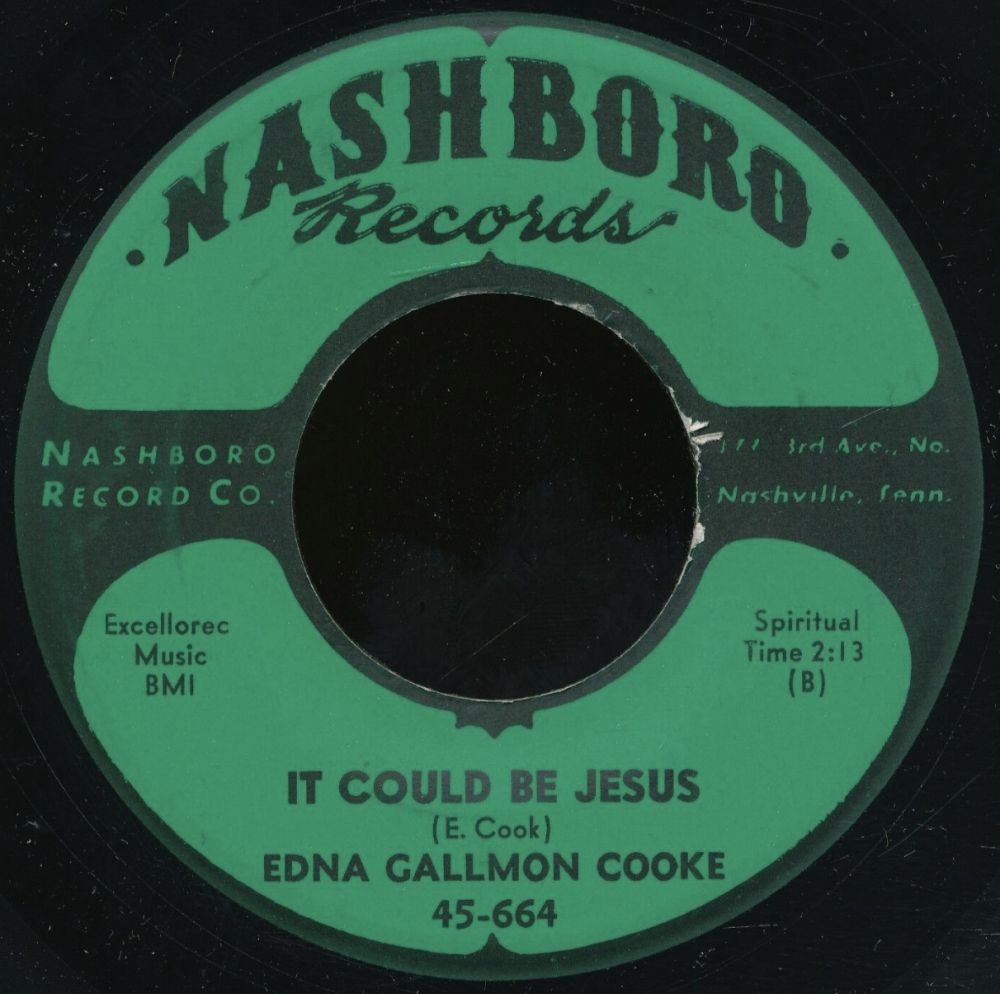 NASHBORO
Records
NASHBORO
RECORD CO.
3rd Ave., No.
Nashville, Tenn.
Excellorec
Music
BMI
Spiritual
Time 2:13
(B)
IT COULD BE JESUS
(E. Cook)
EDNA GALLMON COOKE
45-664